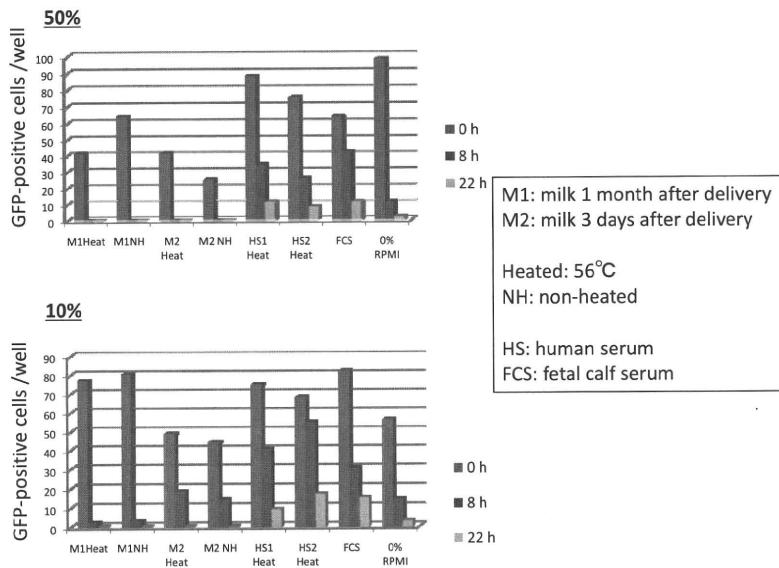 50%
GFP-positive cells /well
100
90
80
70
60
50
40
30
20
10
0
M1Heat M1NH M2 Heat M2 NH HS1 Heat HS2 Heat FCS 0% RPMI
0 h
8 h
22 h
M1: milk 1 month after delivery
M2: milk 3 days after delivery
Heated: 56℃
NH: non-heated
HS: human serum
FCS: fetal calf serum
10%
GFP-positive cells /well
90
80
70
60
50
40
30
20
10
0
M1Heat M1NH M2 Heat M2 NH HS1 Heat HS2 Heat FCS 0% RPMI
0 h
8 h
22 h